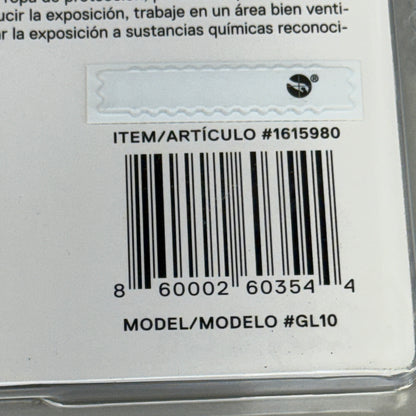 ropa de protección,
ucir la exposición, trabaje en un área bien venti-
ar la exposición a sustancias químicas reconoci-
®
ITEM/ARTÍCULO #1615980
8 60002 60354 4
MODEL/MODELO #GL10